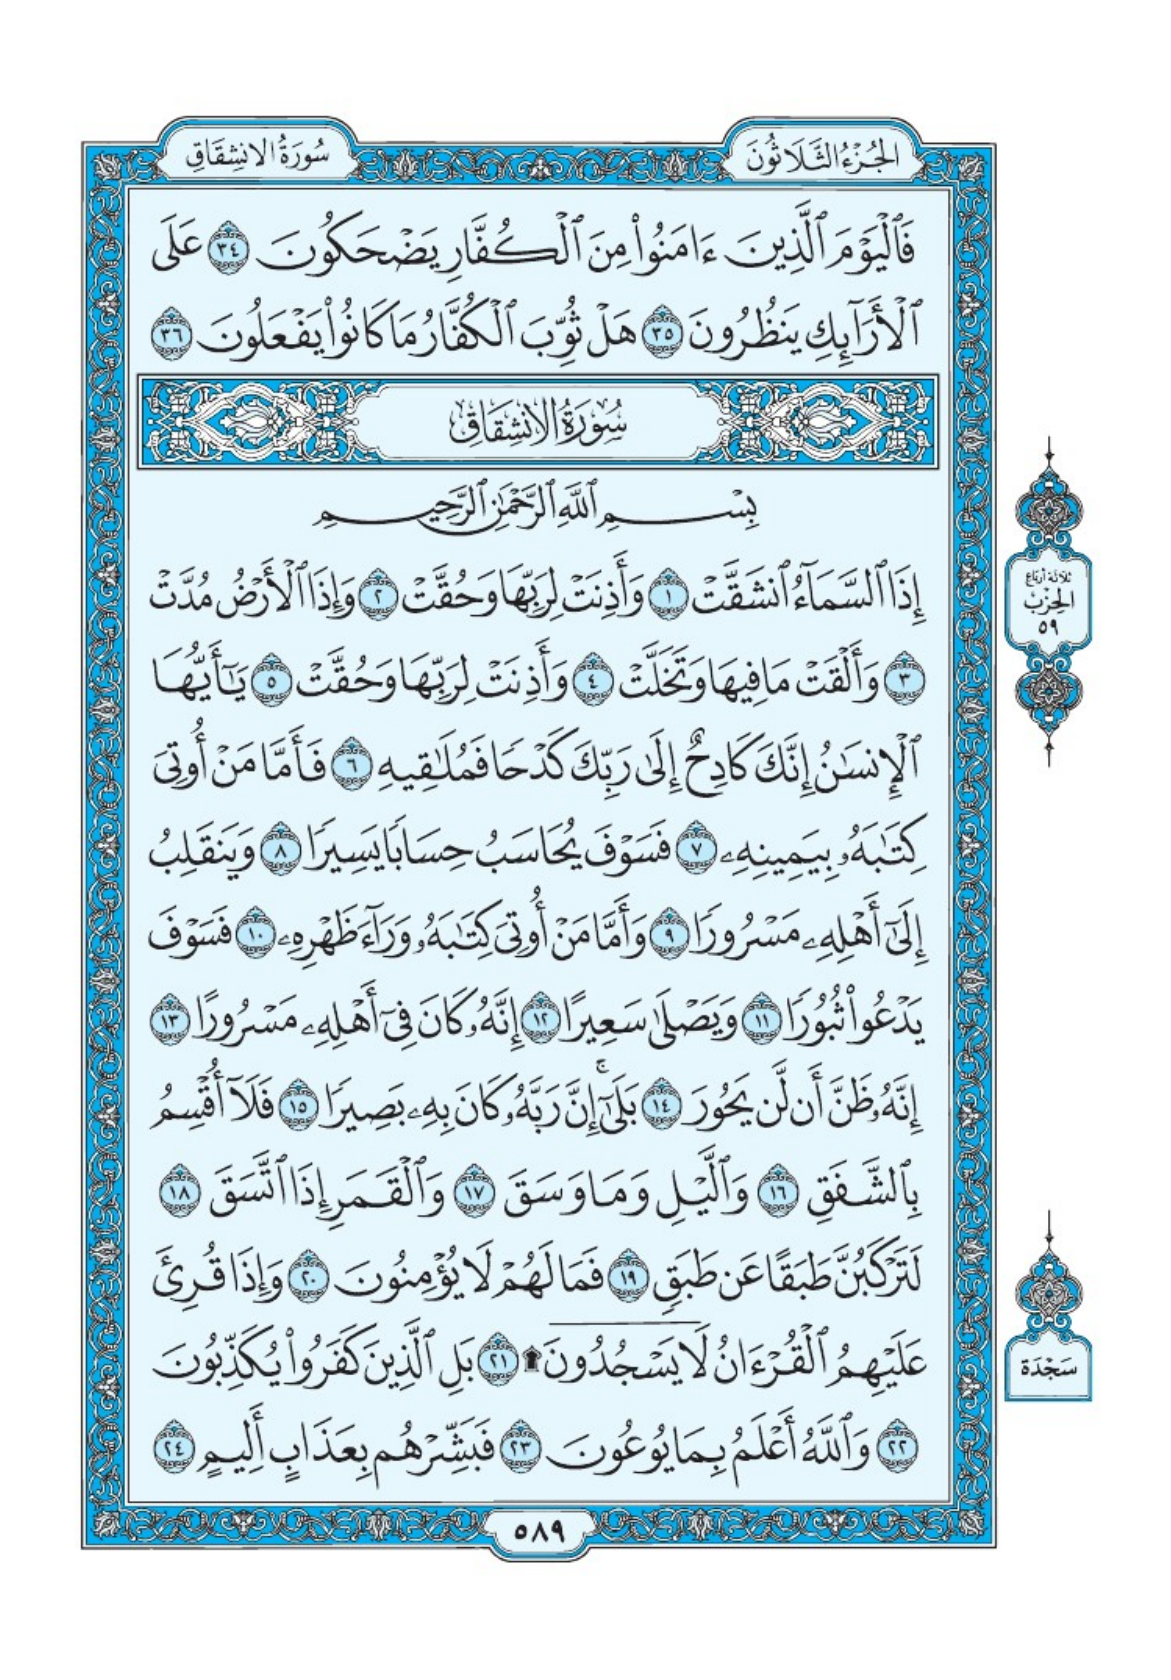 الجُزْءُ الثَّلَاثُونَ
سُورَةُ الانشِقَاقِ
فَٱلْيَوْمَ ٱلَّذِينَ ءَامَنُوا۟ مِنَ ٱلْكُفَّارِ يَضْحَكُونَ ٣٤ عَلَى
ٱلْأَرَآئِكِ يَنظُرُونَ ٣٥ هَلْ ثُوِّبَ ٱلْكُفَّارُ مَا كَانُوا۟ يَفْعَلُونَ ٣٦
سُورَةُ الانشِقَاقِ
بِسْمِ ٱللَّهِ ٱلرَّحْمَٰنِ ٱلرَّحِيمِ
إِذَا ٱلسَّمَآءُ ٱنشَقَّتْ ١ وَأَذِنَتْ لِرَبِّهَا وَحُقَّتْ ٢ وَإِذَا ٱلْأَرْضُ مُدَّتْ
٣ وَأَلْقَتْ مَا فِيهَا وَتَخَلَّتْ ٤ وَأَذِنَتْ لِرَبِّهَا وَحُقَّتْ ٥ يَٰٓأَيُّهَا
ٱلْإِنسَٰنُ إِنَّكَ كَادِحٌ إِلَىٰ رَبِّكَ كَدْحًا فَمُلَٰقِيهِ ٦ فَأَمَّا مَنْ أُوتِىَ
كِتَٰبَهُۥ بِيَمِينِهِۦ ٧ فَسَوْفَ يُحَاسَبُ حِسَابًا يَسِيرًا ٨ وَيَنقَلِبُ
إِلَىٰٓ أَهْلِهِۦ مَسْرُورًا ٩ وَأَمَّا مَنْ أُوتِىَ كِتَٰبَهُۥ وَرَآءَ ظَهْرِهِۦ ١٠ فَسَوْفَ
يَدْعُوا۟ ثُبُورًا ١١ وَيَصْلَىٰ سَعِيرًا ١٢ إِنَّهُۥ كَانَ فِىٓ أَهْلِهِۦ مَسْرُورًا ١٣
إِنَّهُۥ ظَنَّ أَن لَّن يَحُورَ ١٤ بَلَىٰٓۚ إِنَّ رَبَّهُۥ كَانَ بِهِۦ بَصِيرًا ١٥ فَلَآ أُقْسِمُ
بِٱلشَّفَقِ ١٦ وَٱلَّيْلِ وَمَا وَسَقَ ١٧ وَٱلْقَمَرِ إِذَا ٱتَّسَقَ ١٨
لَتَرْكَبُنَّ طَبَقًا عَن طَبَقٍ ١٩ فَمَا لَهُمْ لَا يُؤْمِنُونَ ٢٠ وَإِذَا قُرِئَ
عَلَيْهِمُ ٱلْقُرْءَانُ لَا يَسْجُدُونَ ۩ ٢١ بَلِ ٱلَّذِينَ كَفَرُوا۟ يُكَذِّبُونَ
٢٢ وَٱللَّهُ أَعْلَمُ بِمَا يُوعُونَ ٢٣ فَبَشِّرْهُم بِعَذَابٍ أَلِيمٍ ٢٤
ثلاثة أرباع
الحِزْب
٥٩
سَجْدَة
٥٨٩